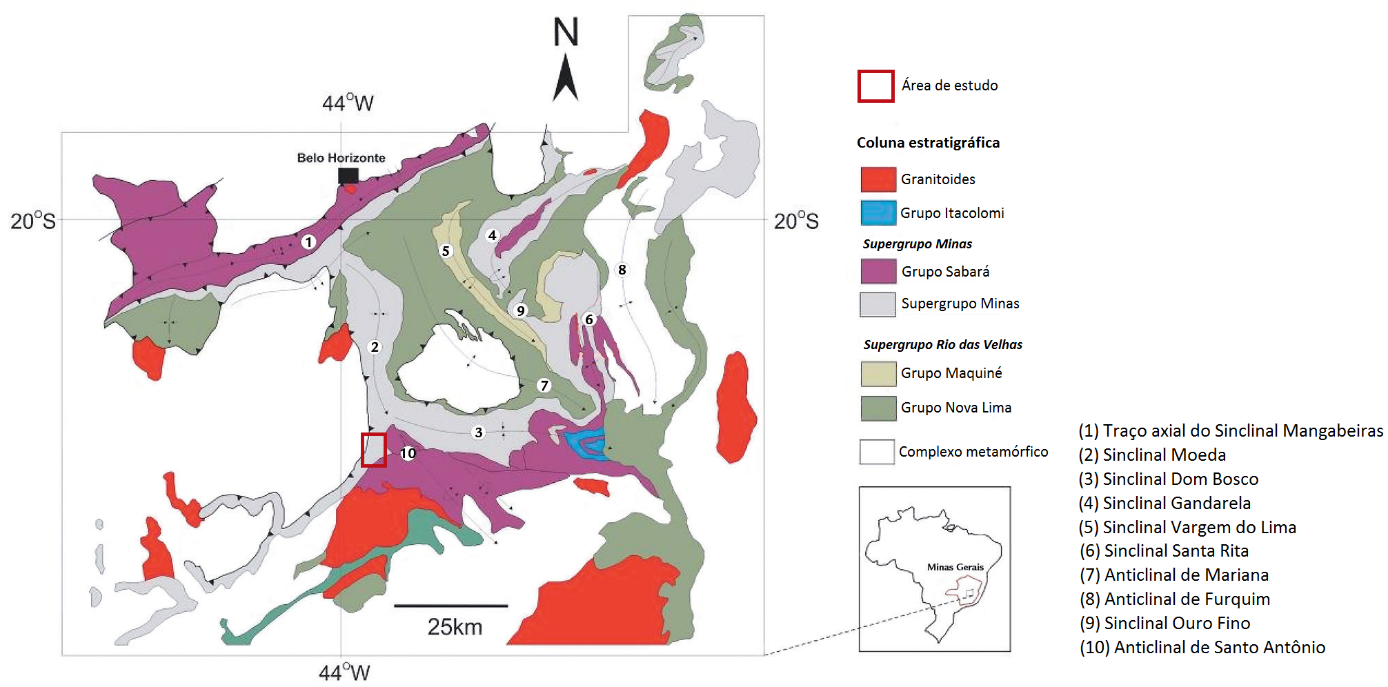 N
44°W
Belo Horizonte
20°S
20°S
1
2
3
4
5
6
7
8
9
10
25km
44°W
Área de estudo
Coluna estratigráfica
Granitoides
Grupo Itacolomi
Supergrupo Minas
Grupo Sabará
Supergrupo Minas
Supergrupo Rio das Velhas
Grupo Maquiné
Grupo Nova Lima
Complexo metamórfico
Minas Gerais
(1) Traço axial do Sinclinal Mangabeiras
(2) Sinclinal Moeda
(3) Sinclinal Dom Bosco
(4) Sinclinal Gandarela
(5) Sinclinal Vargem do Lima
(6) Sinclinal Santa Rita
(7) Anticlinal de Mariana
(8) Anticlinal de Furquim
(9) Sinclinal Ouro Fino
(10) Anticlinal de Santo Antônio